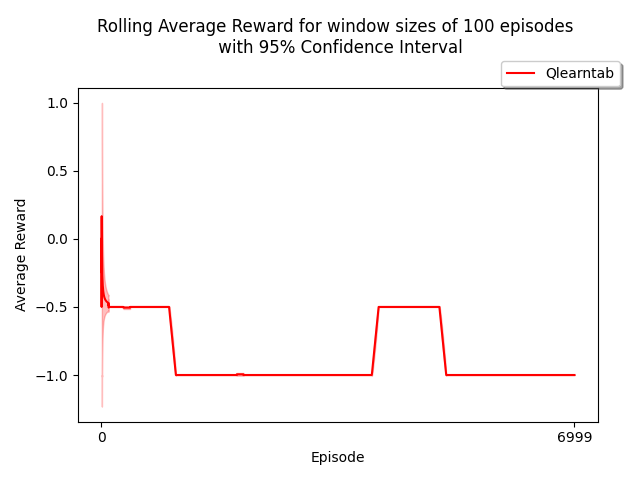 Rolling Average Reward for window sizes of 100 episodes
with 95% Confidence Interval
Qlearntab
1.0
0.5
0.0
−0.5
−1.0
Average Reward
0
6999
Episode